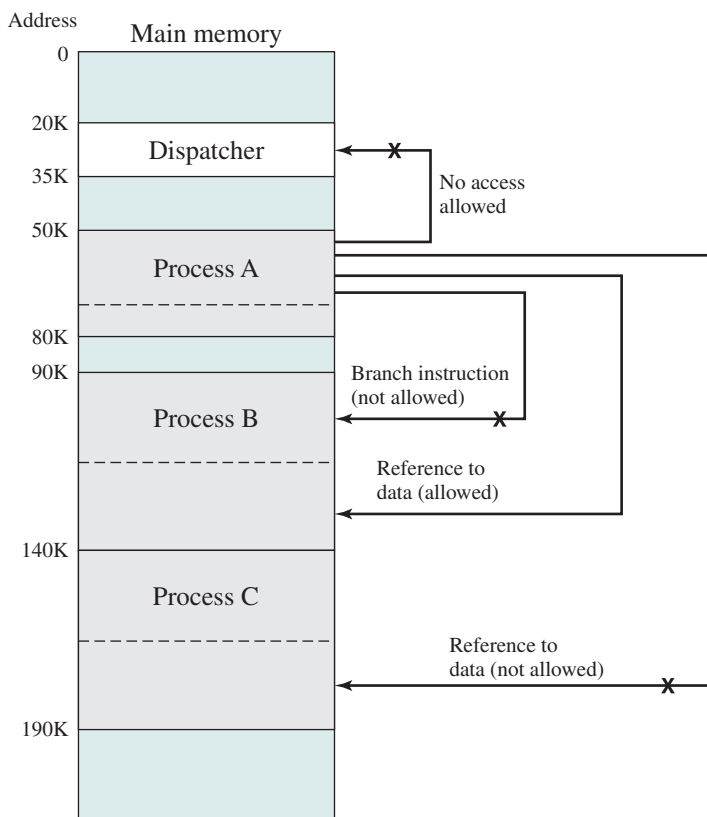 Address
Main memory
0
20K
Dispatcher
35K
No access
allowed
50K
Process A
80K
90K
Branch instruction
(not allowed)
Process B
Reference to
data (allowed)
140K
Process C
Reference to
data (not allowed)
190K